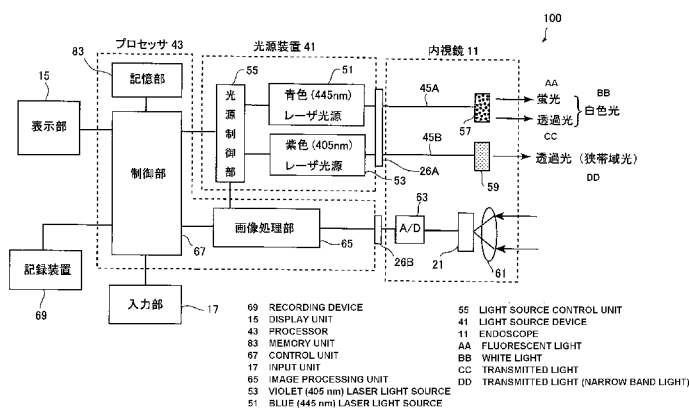 100
プロセッサ 43
光源装置 41
内視鏡 11
83
55
51
15
記憶部
表示部
制御部
光源制御部
青色 (445nm)
レーザ光源
紫色 (405nm)
レーザ光源
53
45A
45B
26A
57
59
AA
蛍光
透過光
CC
BB
白色光
透過光 (狭帯域光)
DD
63
A/D
21
61
画像処理部
65
26B
67
記録装置
69
入力部
17
69 RECORDING DEVICE
15 DISPLAY UNIT
43 PROCESSOR
83 MEMORY UNIT
67 CONTROL UNIT
17 INPUT UNIT
65 IMAGE PROCESSING UNIT
53 VIOLET (405 nm) LASER LIGHT SOURCE
51 BLUE (445 nm) LASER LIGHT SOURCE
55 LIGHT SOURCE CONTROL UNIT
41 LIGHT SOURCE DEVICE
11 ENDOSCOPE
AA FLUORESCENT LIGHT
BB WHITE LIGHT
CC TRANSMITTED LIGHT
DD TRANSMITTED LIGHT (NARROW BAND LIGHT)